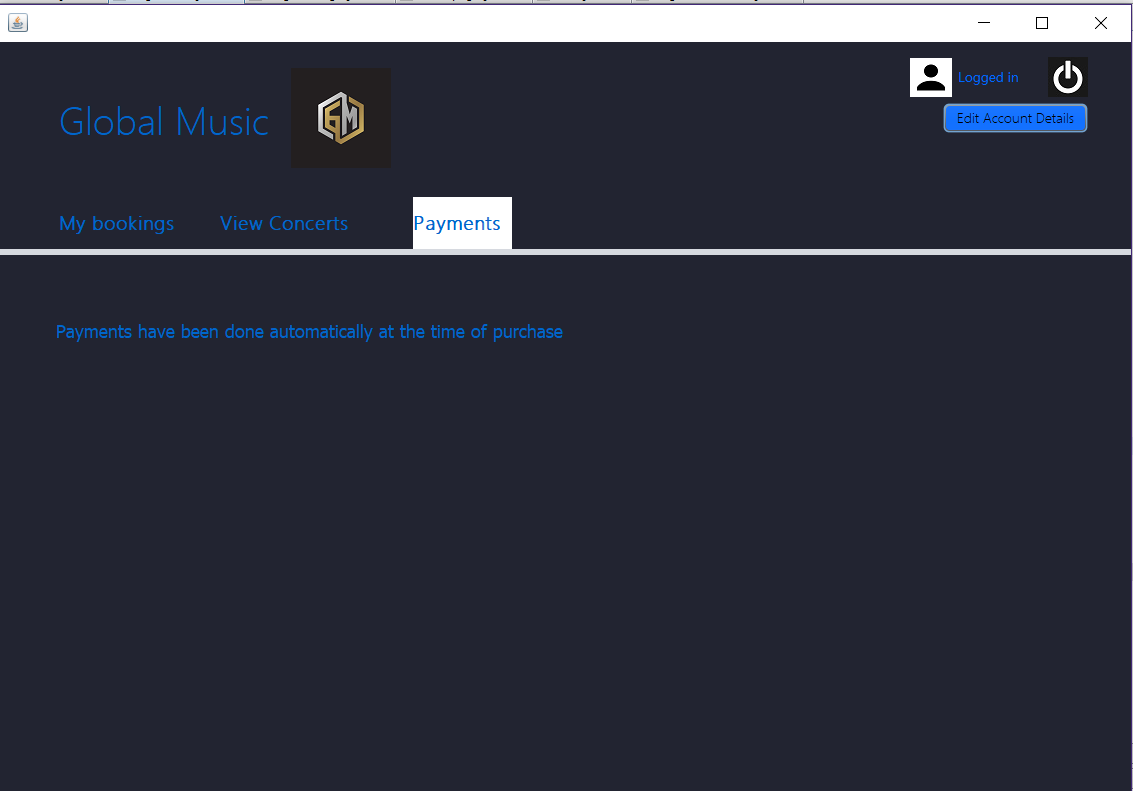 Logged in
Edit Account Details
Global Music
GM
My bookings
View Concerts
Payments
Payments have been done automatically at the time of purchase